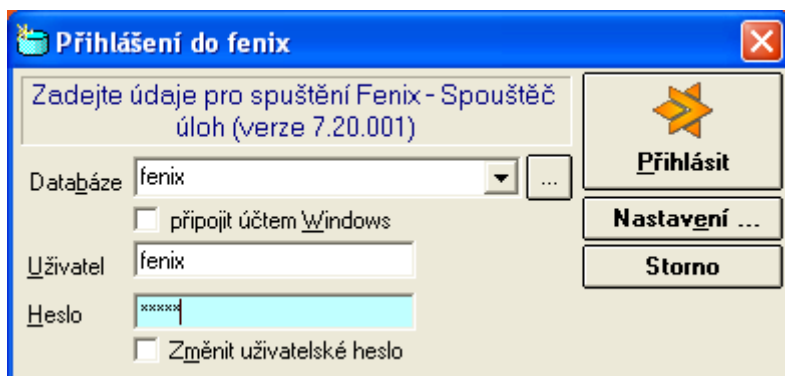 Přihlášení do fenix
Zadejte údaje pro spuštění Fenix - Spouštěč
úloh (verze 7.20.001)
Přihlásit
Databáze fenix ...
připojit účtem Windows
Nastavení ...
Uživatel fenix
Storno
Heslo *****
Změnit uživatelské heslo